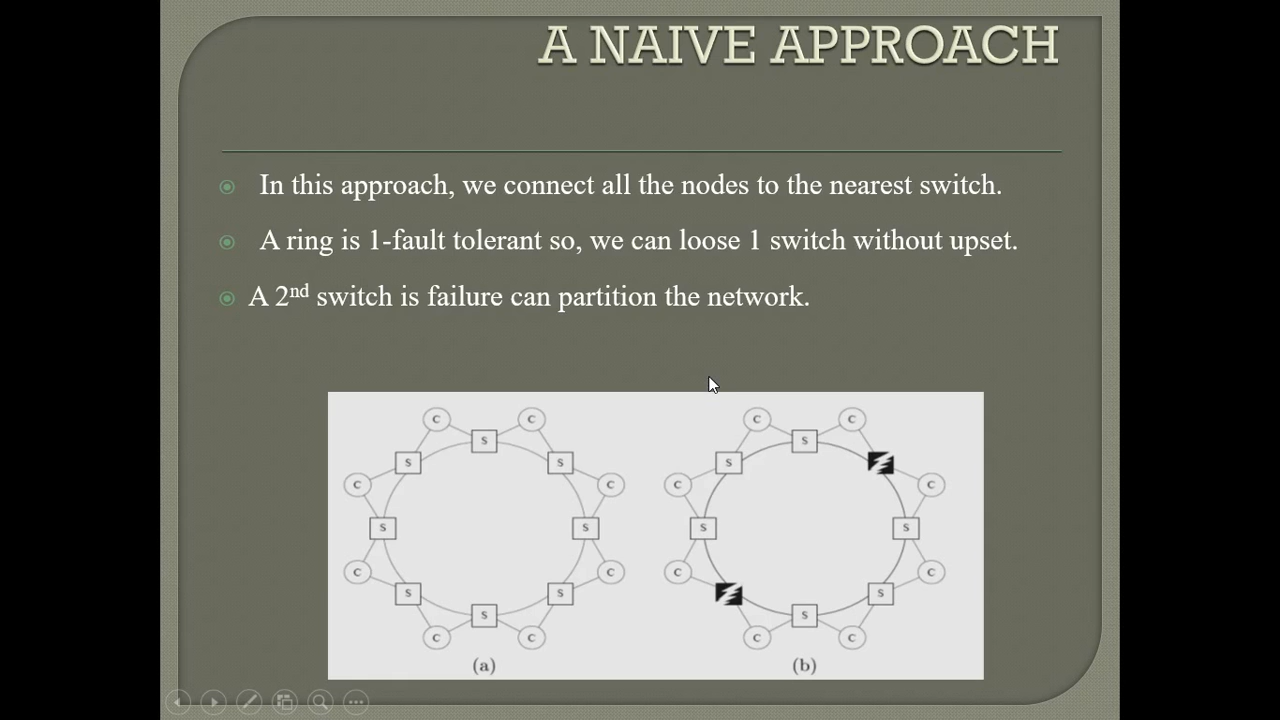 A NAIVE APPROACH
In this approach, we connect all the nodes to the nearest switch.
A ring is 1-fault tolerant so, we can loose 1 switch without upset.
A 2nd switch is failure can partition the network.
C C C C
S S
S S S
C C C C
S S S S
C C C C
S S S
S S
C C C C
(a) (b)